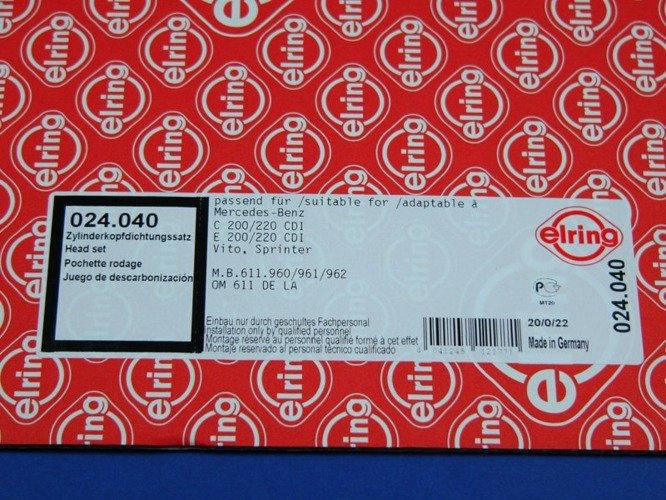 024.040
Zylinderkopfdichtungssatz
Head set
Pochette rodage
Juego de descarbonización
passend für /suitable for /adaptable à
Mercedes-Benz
C 200/220 CDI
E 200/220 CDI
Vito, Sprinter
M.B.611.960/961/962
OM 611 DE LA
Einbau nur durch geschultes Fachpersonal
Installation only by qualified personnel
Montage réservé au personnel qualifié formé à cet effet
Montaje reservado al personal técnico cualificado
elring
MT20
20/0/22
Made in Germany
024.040